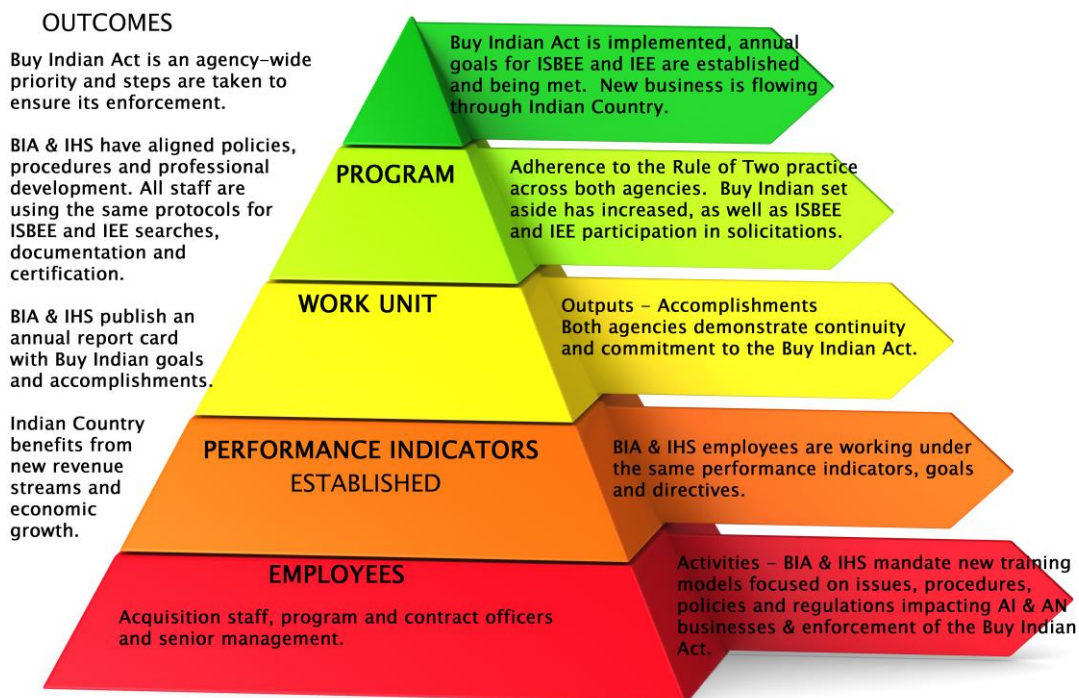 OUTCOMES
Buy Indian Act is an agency-wide
priority and steps are taken to
ensure its enforcement.
BIA & IHS have aligned policies,
procedures and professional
development. All staff are
using the same protocols for
ISBEE and IEE searches,
documentation and
certification.
BIA & IHS publish an
annual report card
with Buy Indian goals
and accomplishments.
Indian Country
benefits from
new revenue
streams and
economic
growth.
Buy Indian Act is implemented, annual
goals for ISBEE and IEE are established
and being met. New business is flowing
through Indian Country.
PROGRAM
Adherence to the Rule of Two practice
across both agencies. Buy Indian set
aside has increased, as well as ISBEE
and IEE participation in solicitations.
WORK UNIT
Outputs - Accomplishments
Both agencies demonstrate continuity
and commitment to the Buy Indian Act.
PERFORMANCE INDICATORS
ESTABLISHED
BIA & IHS employees are working under
the same performance indicators, goals
and directives.
EMPLOYEES
Acquisition staff, program and contract officers
and senior management.
Activities - BIA & IHS mandate new training
models focused on issues, procedures,
policies and regulations impacting AI & AN
businesses & enforcement of the Buy Indian
Act.